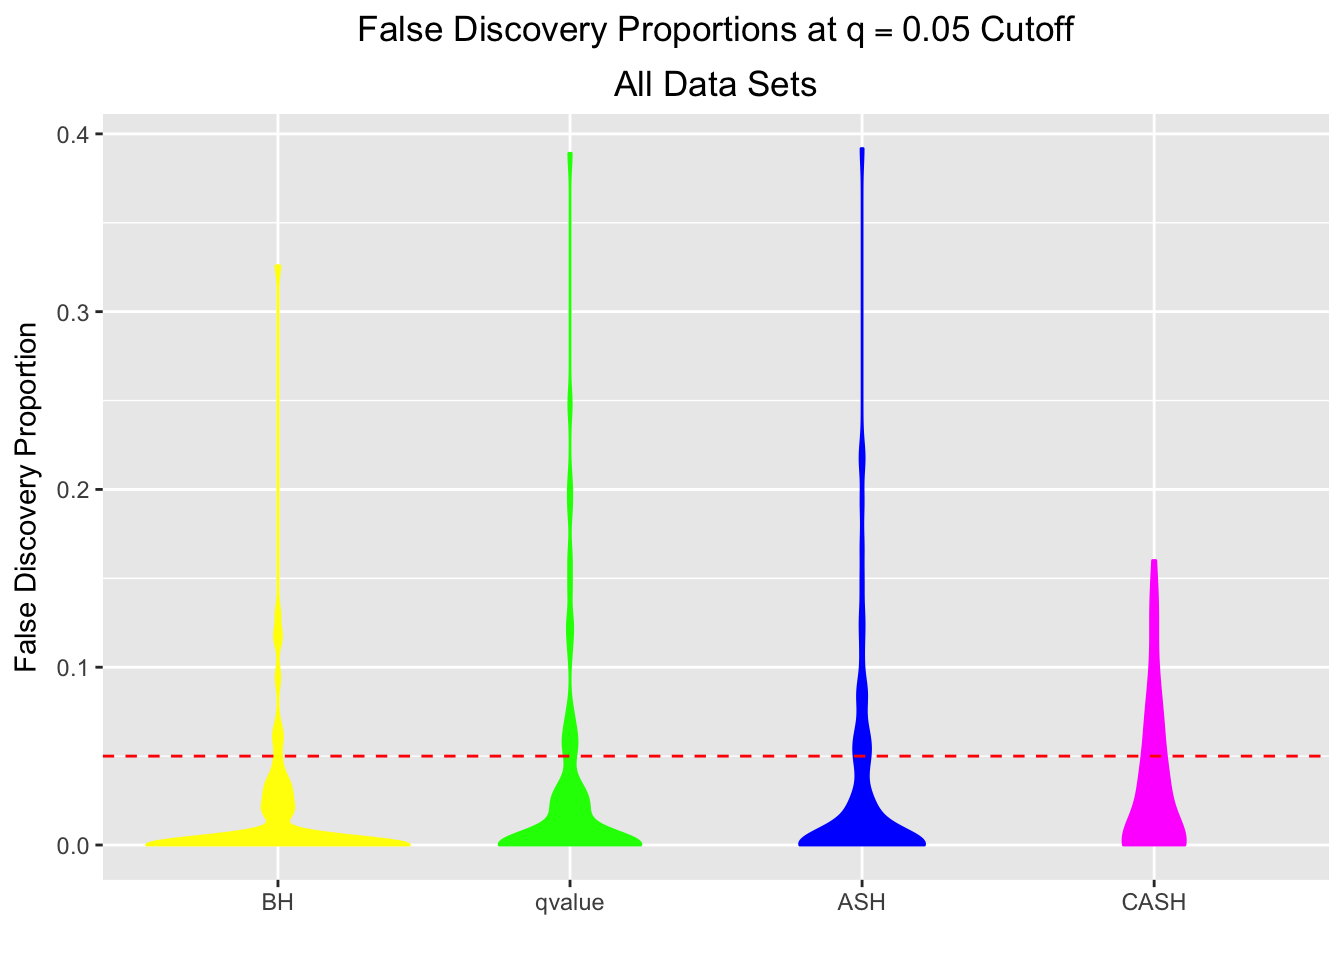 False Discovery Proportions at q = 0.05 Cutoff
All Data Sets
False Discovery Proportion
0.4
0.3
0.2
0.1
0.0
BH
qvalue
ASH
CASH